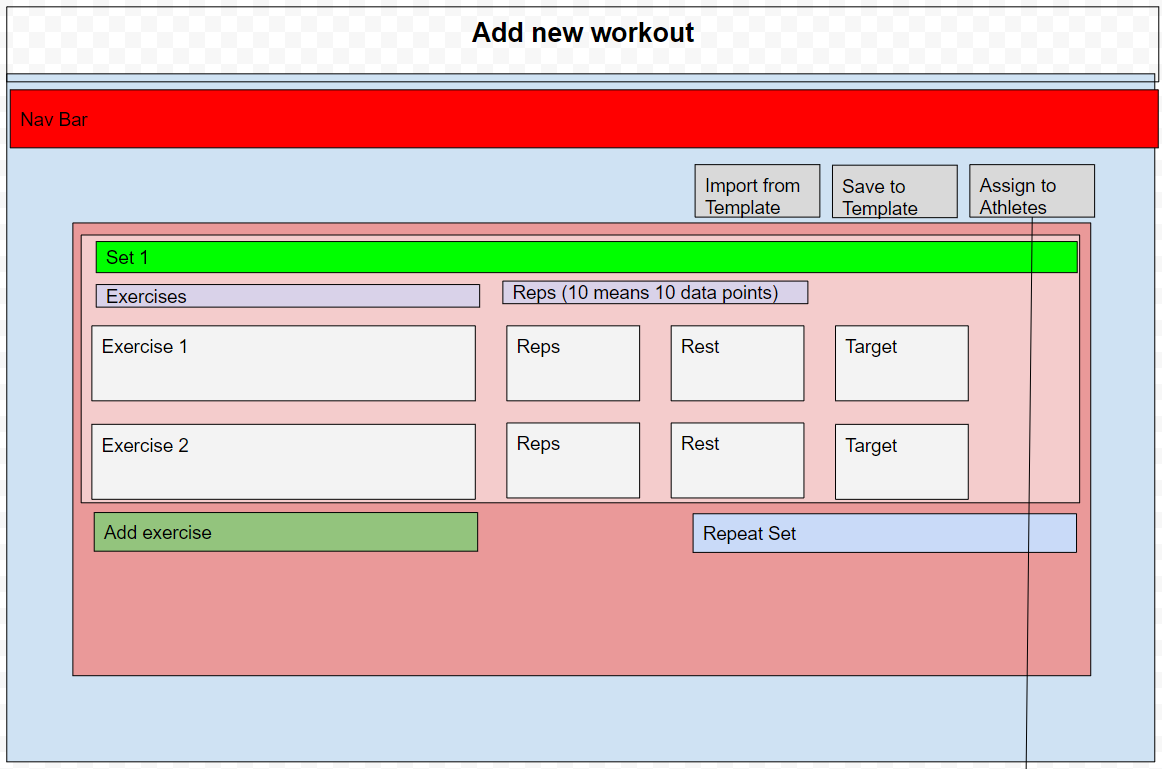 Add new workout
Nav Bar
Import from
Template
Save to
Template
Assign to
Athletes
Set 1
Exercises
Reps (10 means 10 data points)
Exercise 1
Reps
Rest
Target
Exercise 2
Reps
Rest
Target
Add exercise
Repeat Set